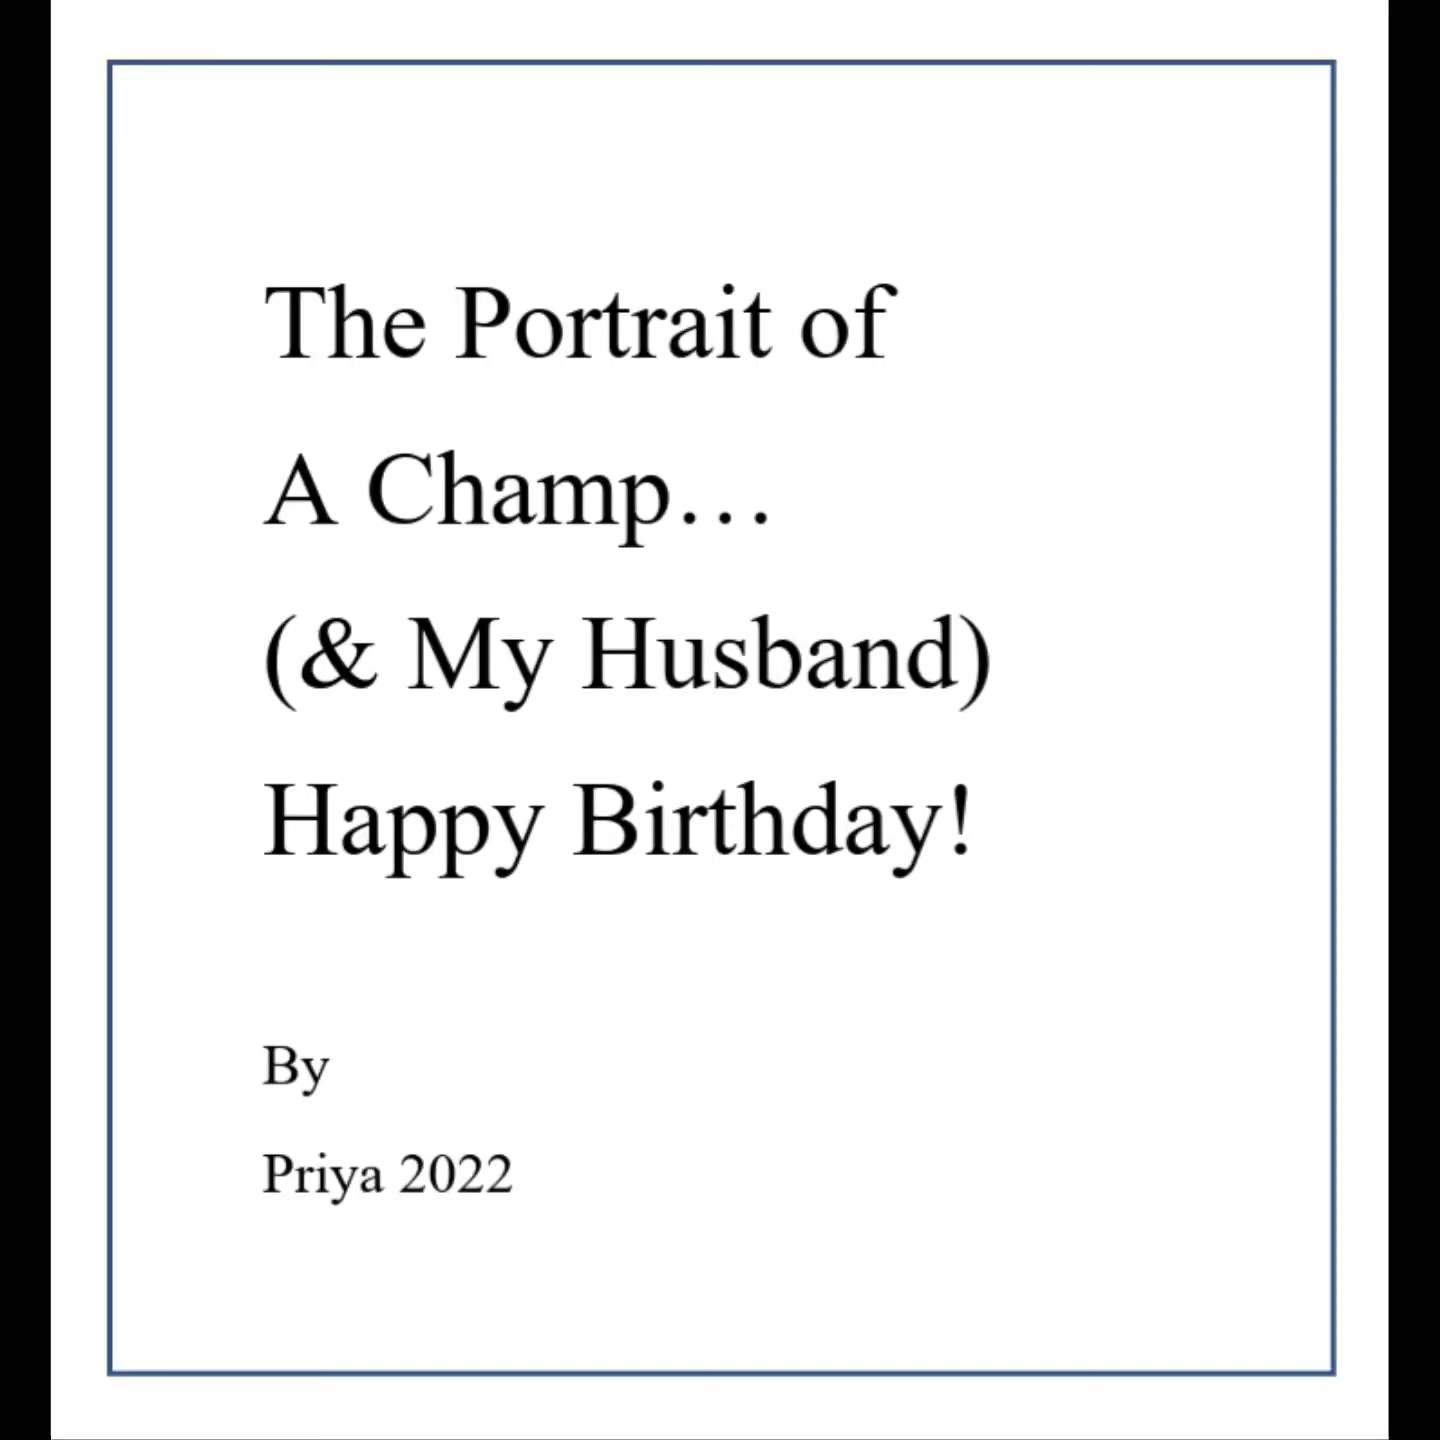 The Portrait of
A Champ…
(& My Husband)
Happy Birthday!
By
Priya 2022